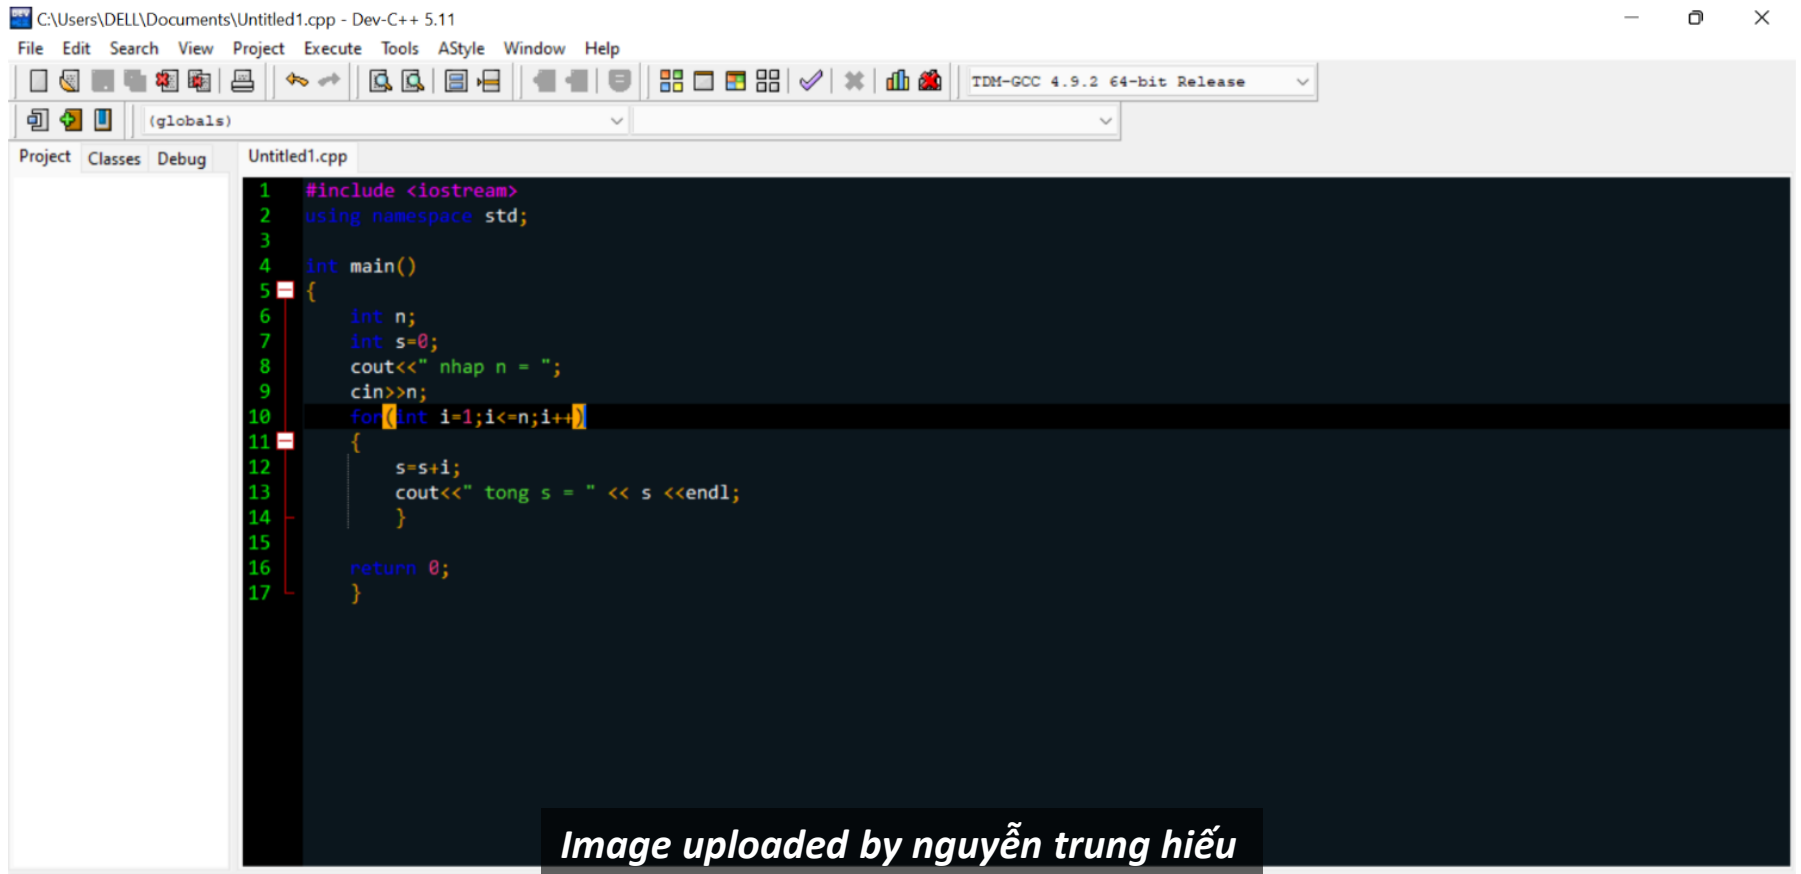 C:\Users\DELL\Documents\Untitled1.cpp - Dev-C++ 5.11
File Edit Search View Project Execute Tools AStyle Window Help
TDM-GCC 4.9.2 64-bit Release
(globals)
Project Classes Debug Untitled1.cpp
1 #include <iostream>
2 using namespace std;
3
4 int main()
5 {
6 int n;
7 int s=0;
8 cout<<" nhap n = ";
9 cin>>n;
10 for(int i=1;i<=n;i++)
11 {
12 s=s+i;
13 cout<<" tong s = " << s <<endl;
14 }
15
16 return 0;
17 }
Image uploaded by nguyễn trung hiếu